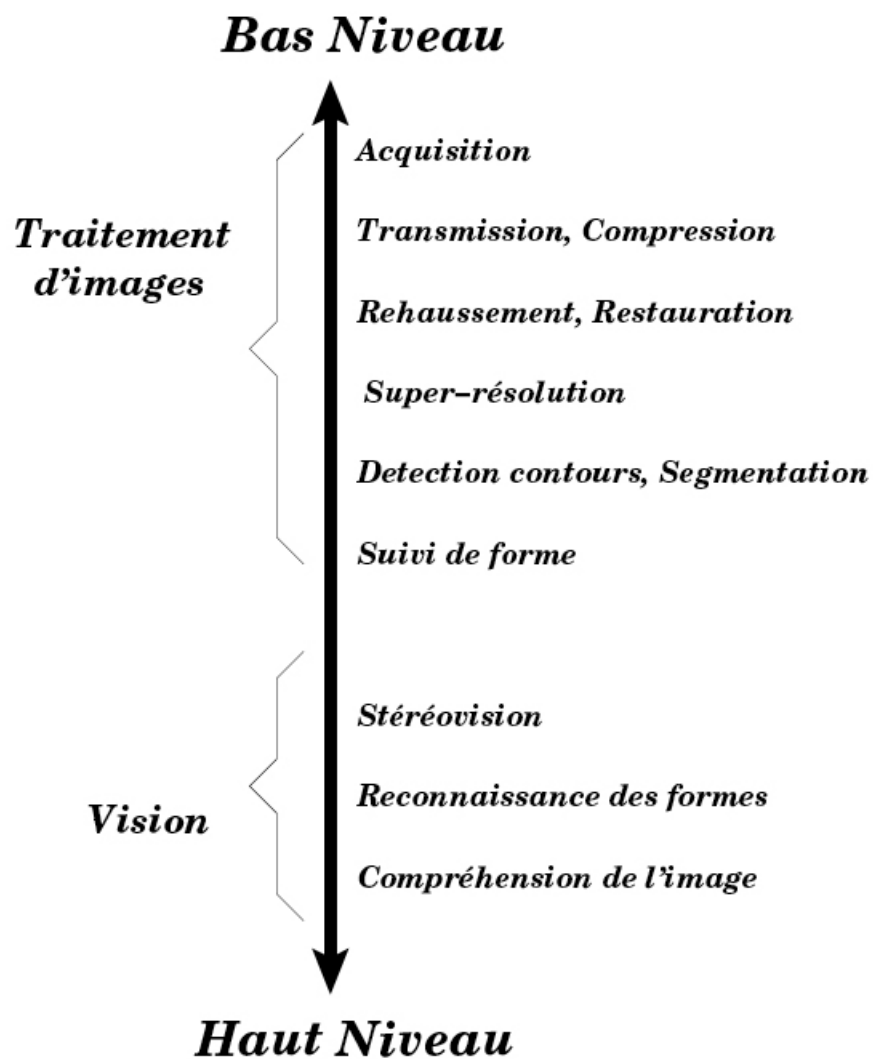 Bas Niveau
Acquisition
Traitement
d'images
Transmission, Compression
Rehaussement, Restauration
Super-résolution
Detection contours, Segmentation
Suivi de forme
Stéréovision
Reconnaissance des formes
Vision
Compréhension de l'image
Haut Niveau